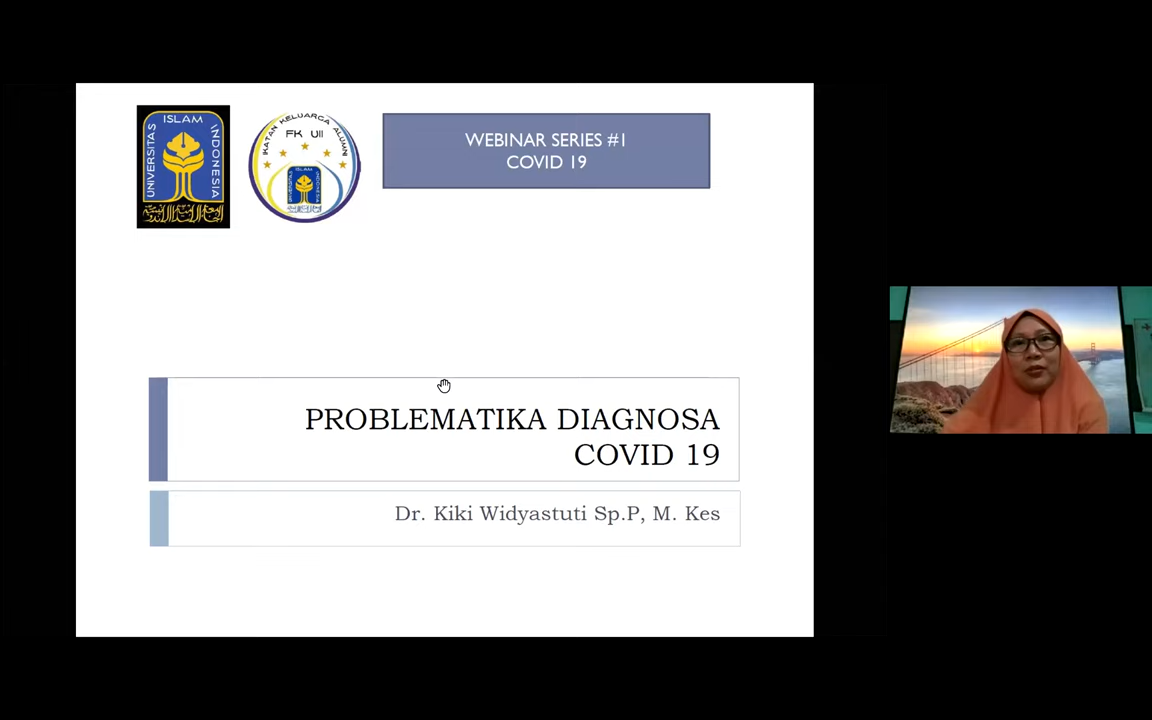 UNIVERSITAS ISLAM INDONESIA
IKATAN KELUARGA ALUMNI
FK UII
WEBINAR SERIES #1
COVID 19
PROBLEMATIKA DIAGNOSA
COVID 19
Dr. Kiki Widyastuti Sp.P, M. Kes